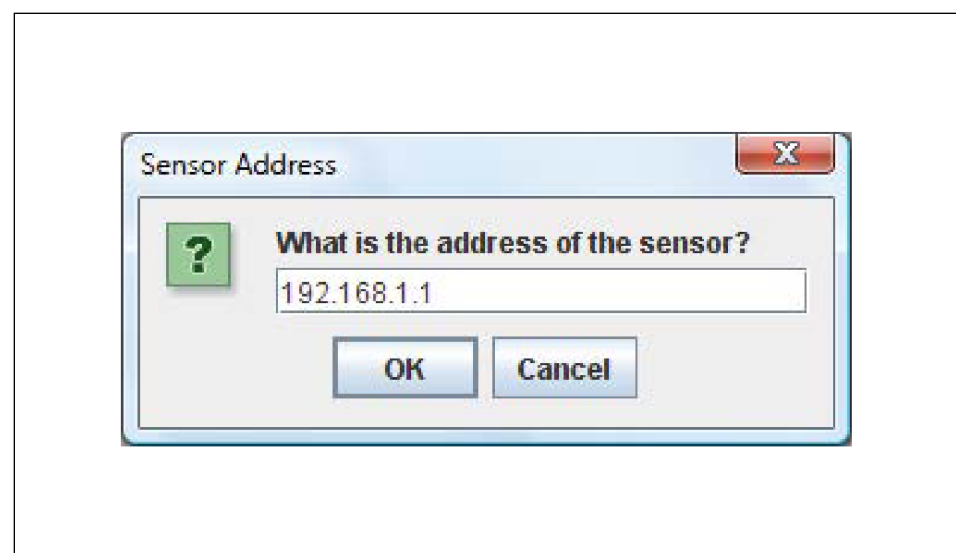 Sensor Address
What is the address of the sensor?
192.168.1.1
OK Cancel